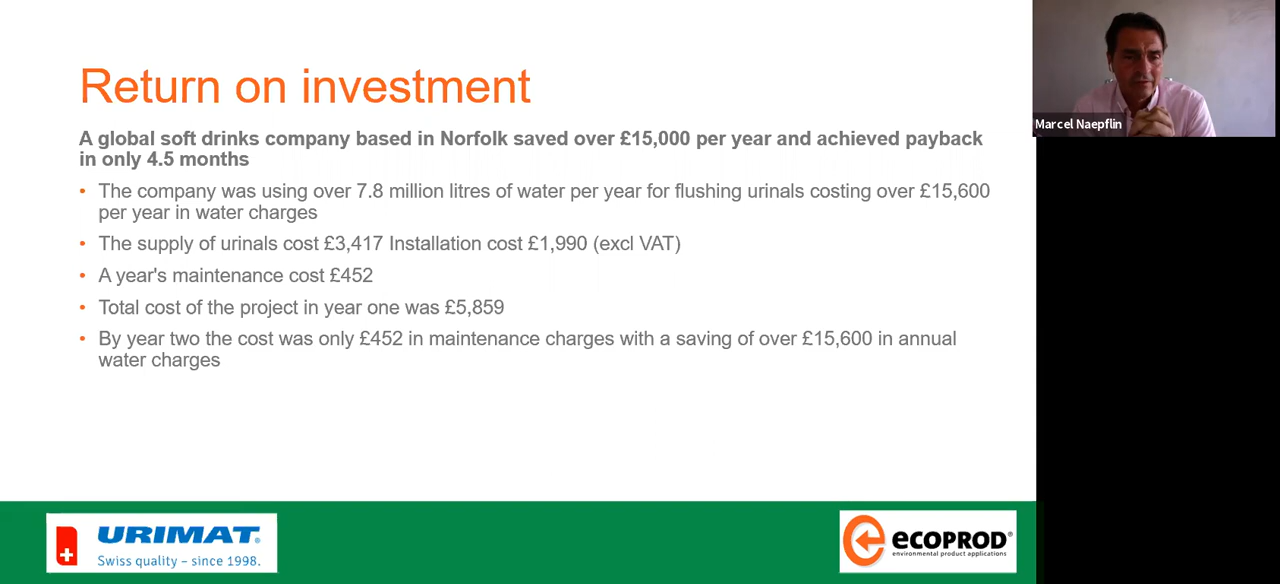 Return on investment
A global soft drinks company based in Norfolk saved over £15,000 per year and achieved payback
in only 4.5 months
• The company was using over 7.8 million litres of water per year for flushing urinals costing over £15,600
per year in water charges
• The supply of urinals cost £3,417 Installation cost £1,990 (excl VAT)
• A year's maintenance cost £452
• Total cost of the project in year one was £5,859
• By year two the cost was only £452 in maintenance charges with a saving of over £15,600 in annual
water charges
Marcel Naepflin
URIMAT®
Swiss quality – since 1998.
ECOPROD®
environmental product applications